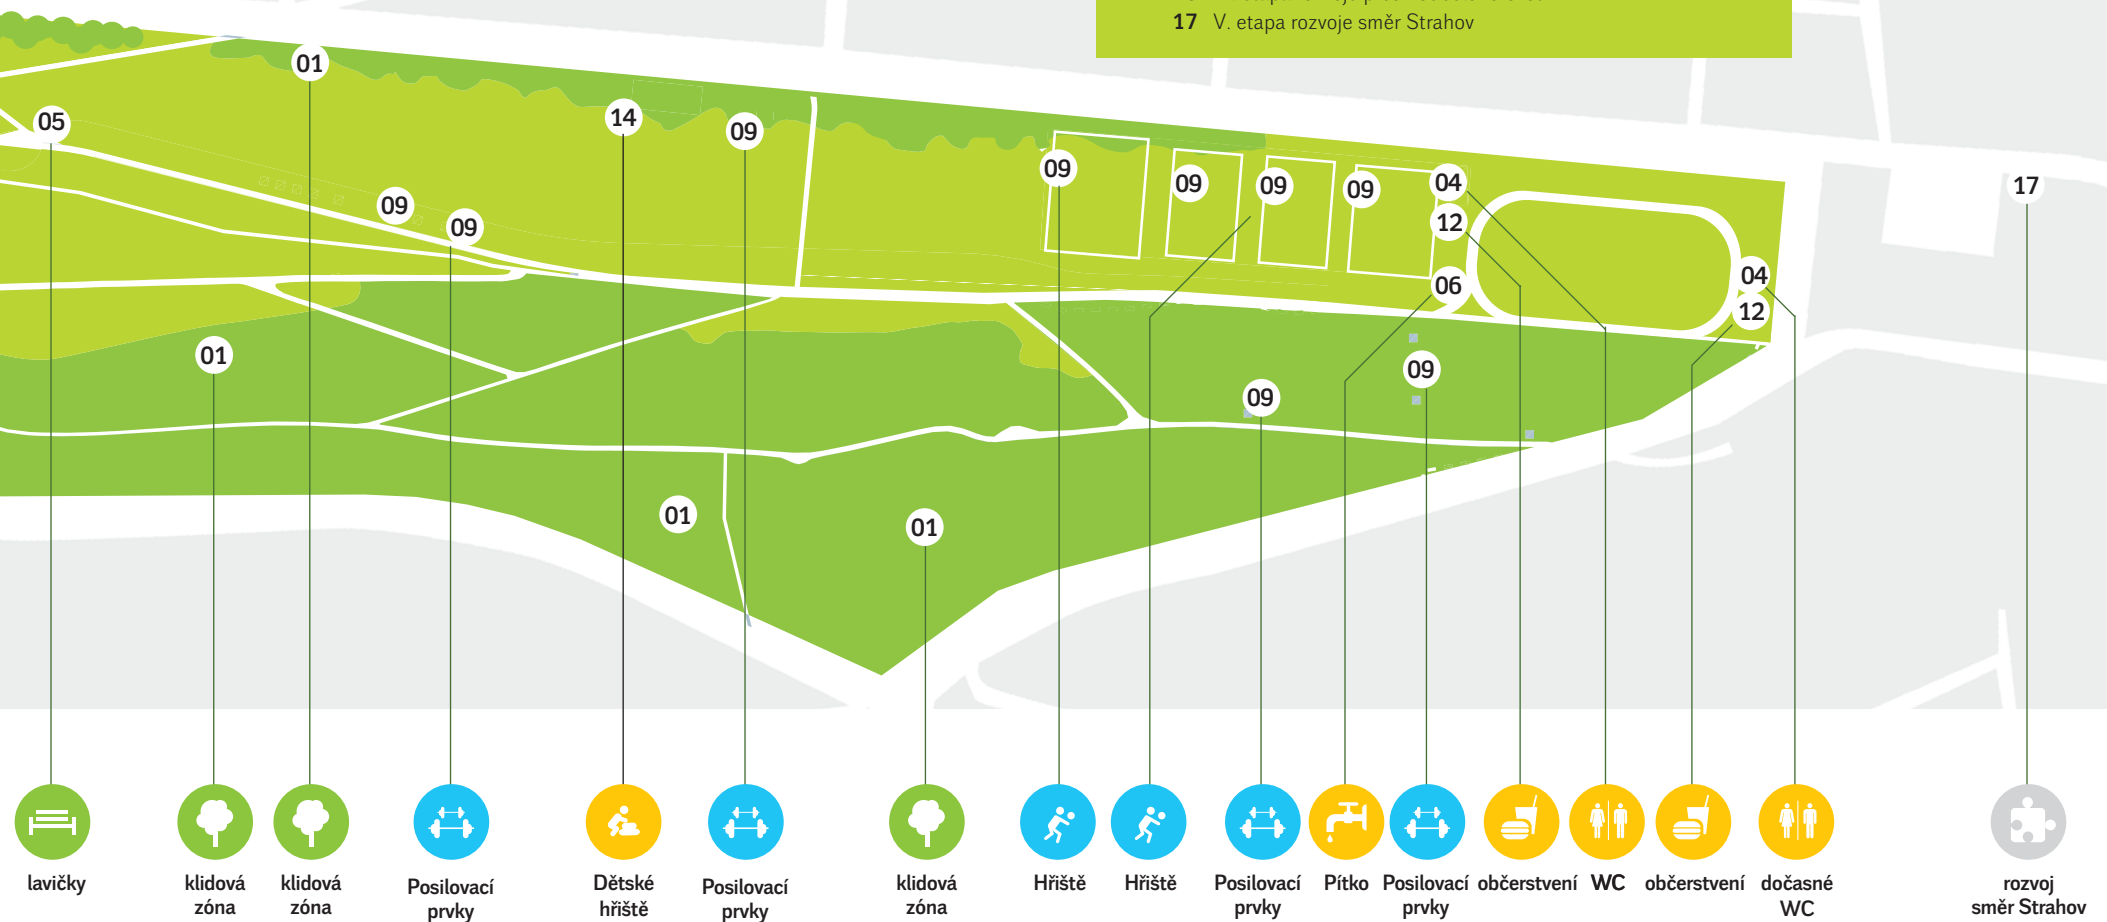 17 V. etapa rozvoje směr Strahov
01
14
09
05
09
09
09
09
09
09
04
12
06
17
04
12
01
09
09
01
01
lavičky
klidová
zóna
klidová
zóna
Posilovací
prvky
Dětské
hřiště
Posilovací
prvky
klidová
zóna
Hřiště
Hřiště
Posilovací
prvky
Pítko
Posilovací
prvky
občerstvení
WC
občerstvení
dočasné
WC
rozvoj
směr Strahov